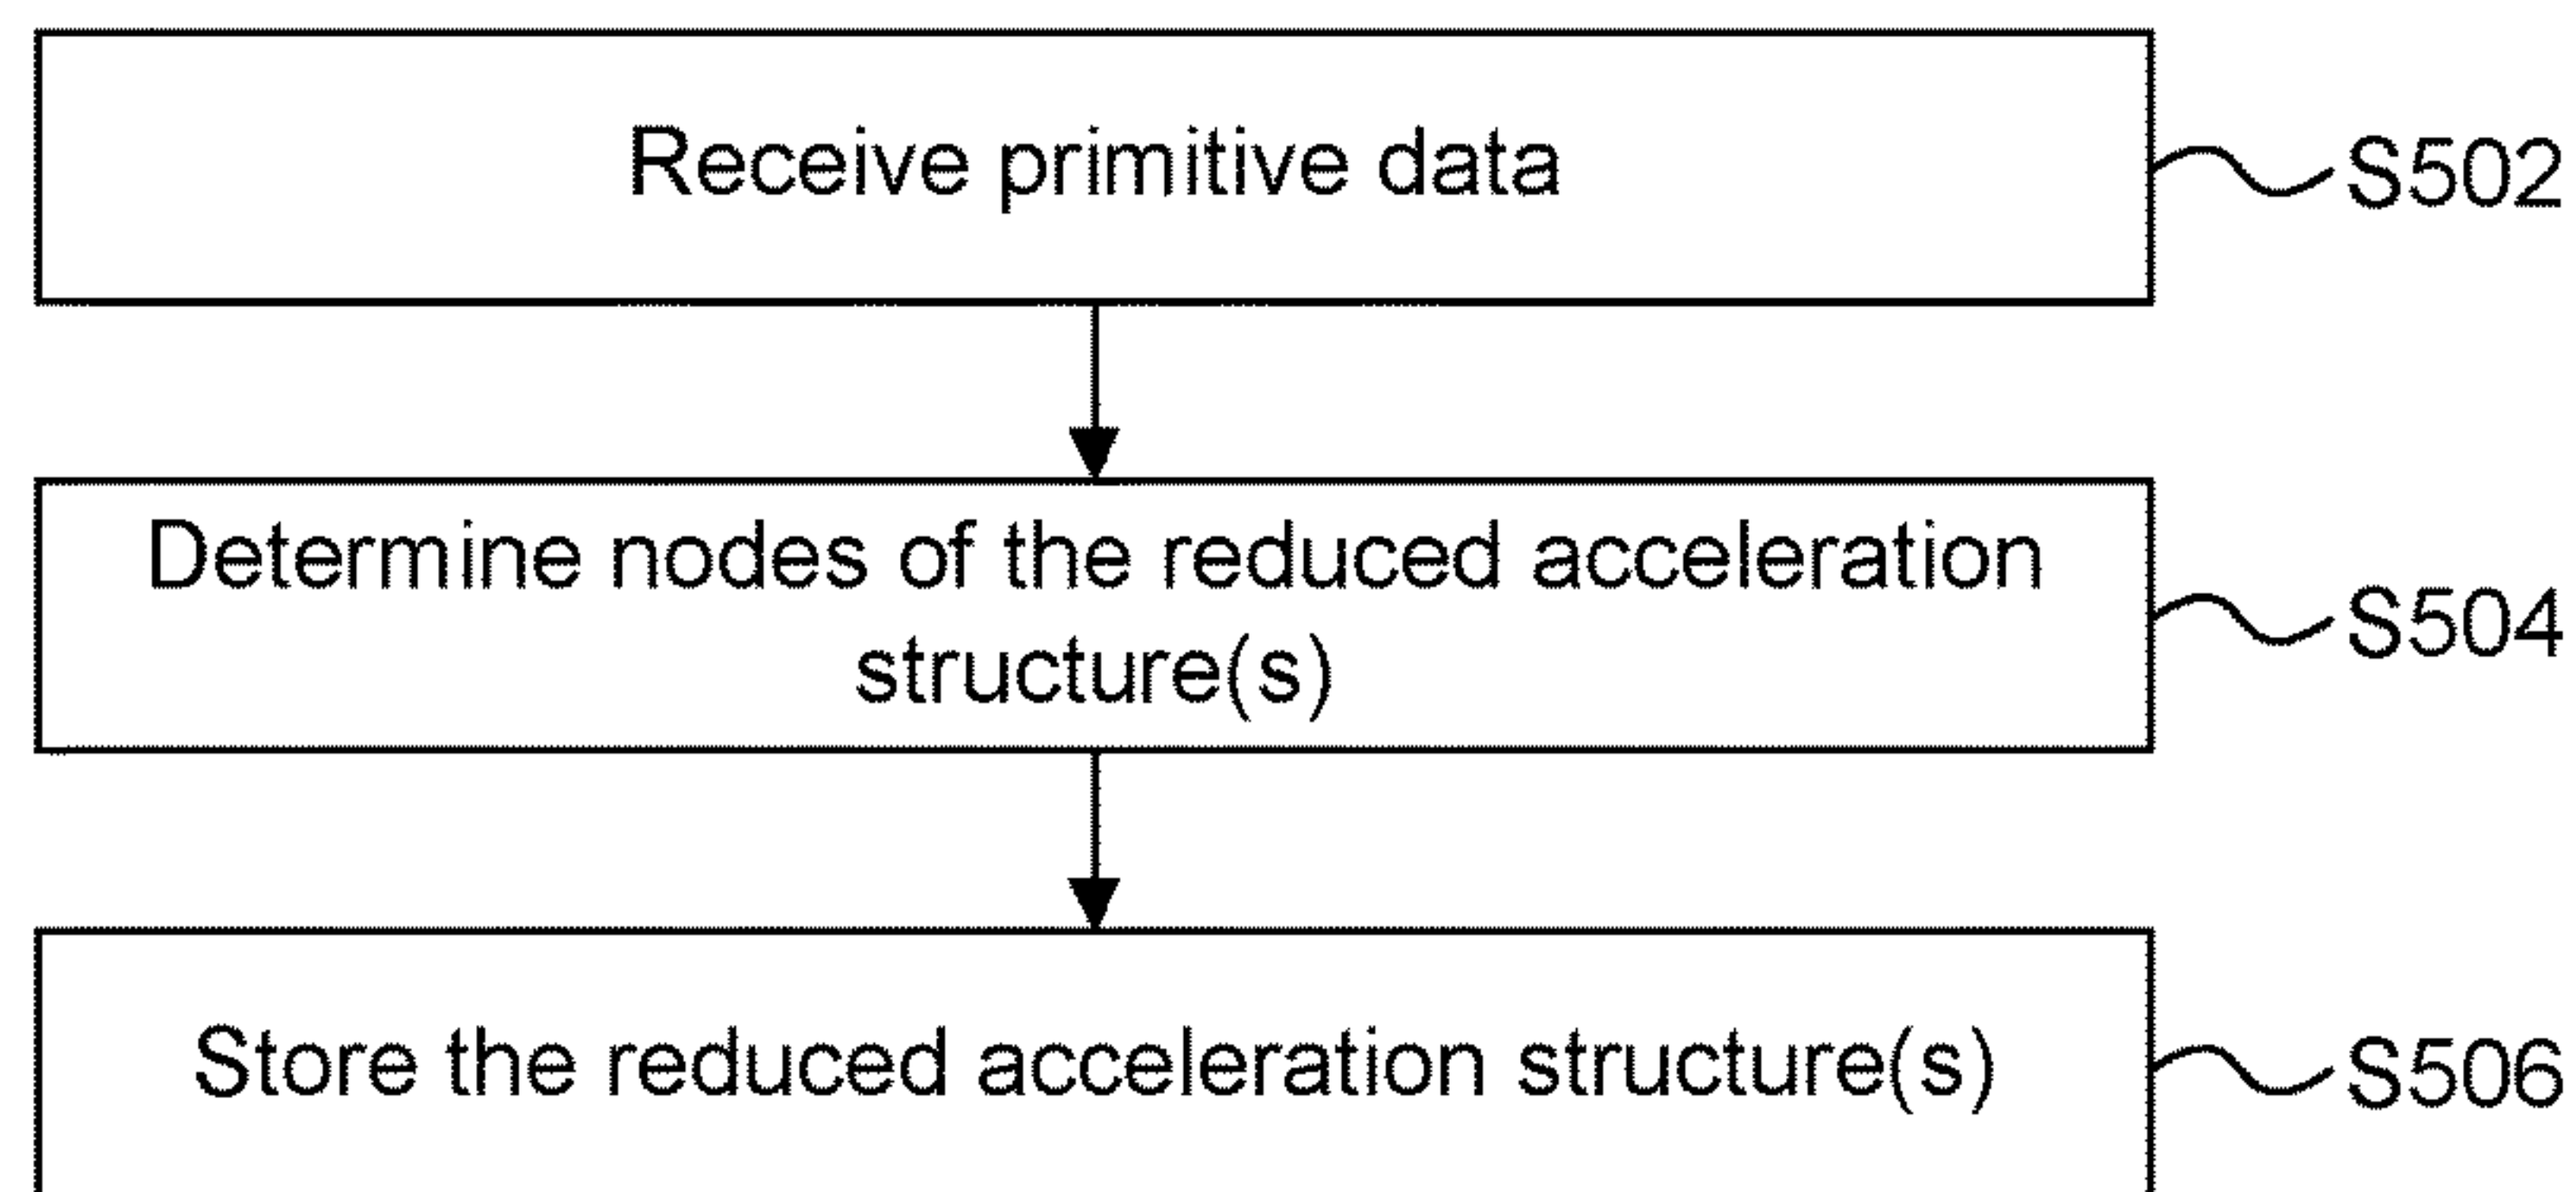 Receive primitive data
S502
Determine nodes of the reduced acceleration
structure(s)
S504
Store the reduced acceleration structure(s)
S506